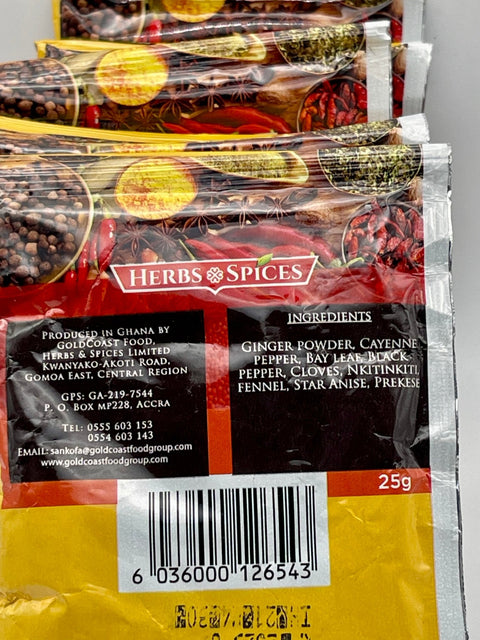 HERBS & SPICES
PRODUCED IN GHANA BY
GOLDCOAST FOOD,
HERBS & SPICES LIMITED
KWANYAKO-AKOTI ROAD,
GOMOA EAST, CENTRAL REGION
GPS: GA-219-7544
P. O. BOX MP228, ACCRA
TEL: 0555 603 153
0554 603 143
EMAIL: sankofa@goldcoastfoodgroup.com
www.goldcoastfoodgroup.com
INGREDIENTS
GINGER POWDER, CAYENNE
PEPPER, BAY LEAF, BLACK
PEPPER, CLOVES, NKITINKITI,
FENNEL, STAR ANISE, PREKESE
25g
6 036000 126543